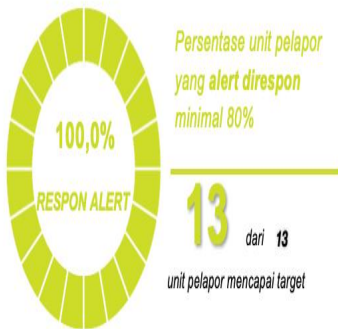 100,0%
RESPON ALERT
Persentase unit pelapor
yang alert direspon
minimal 80%
13 dari 13
unit pelapor mencapai target